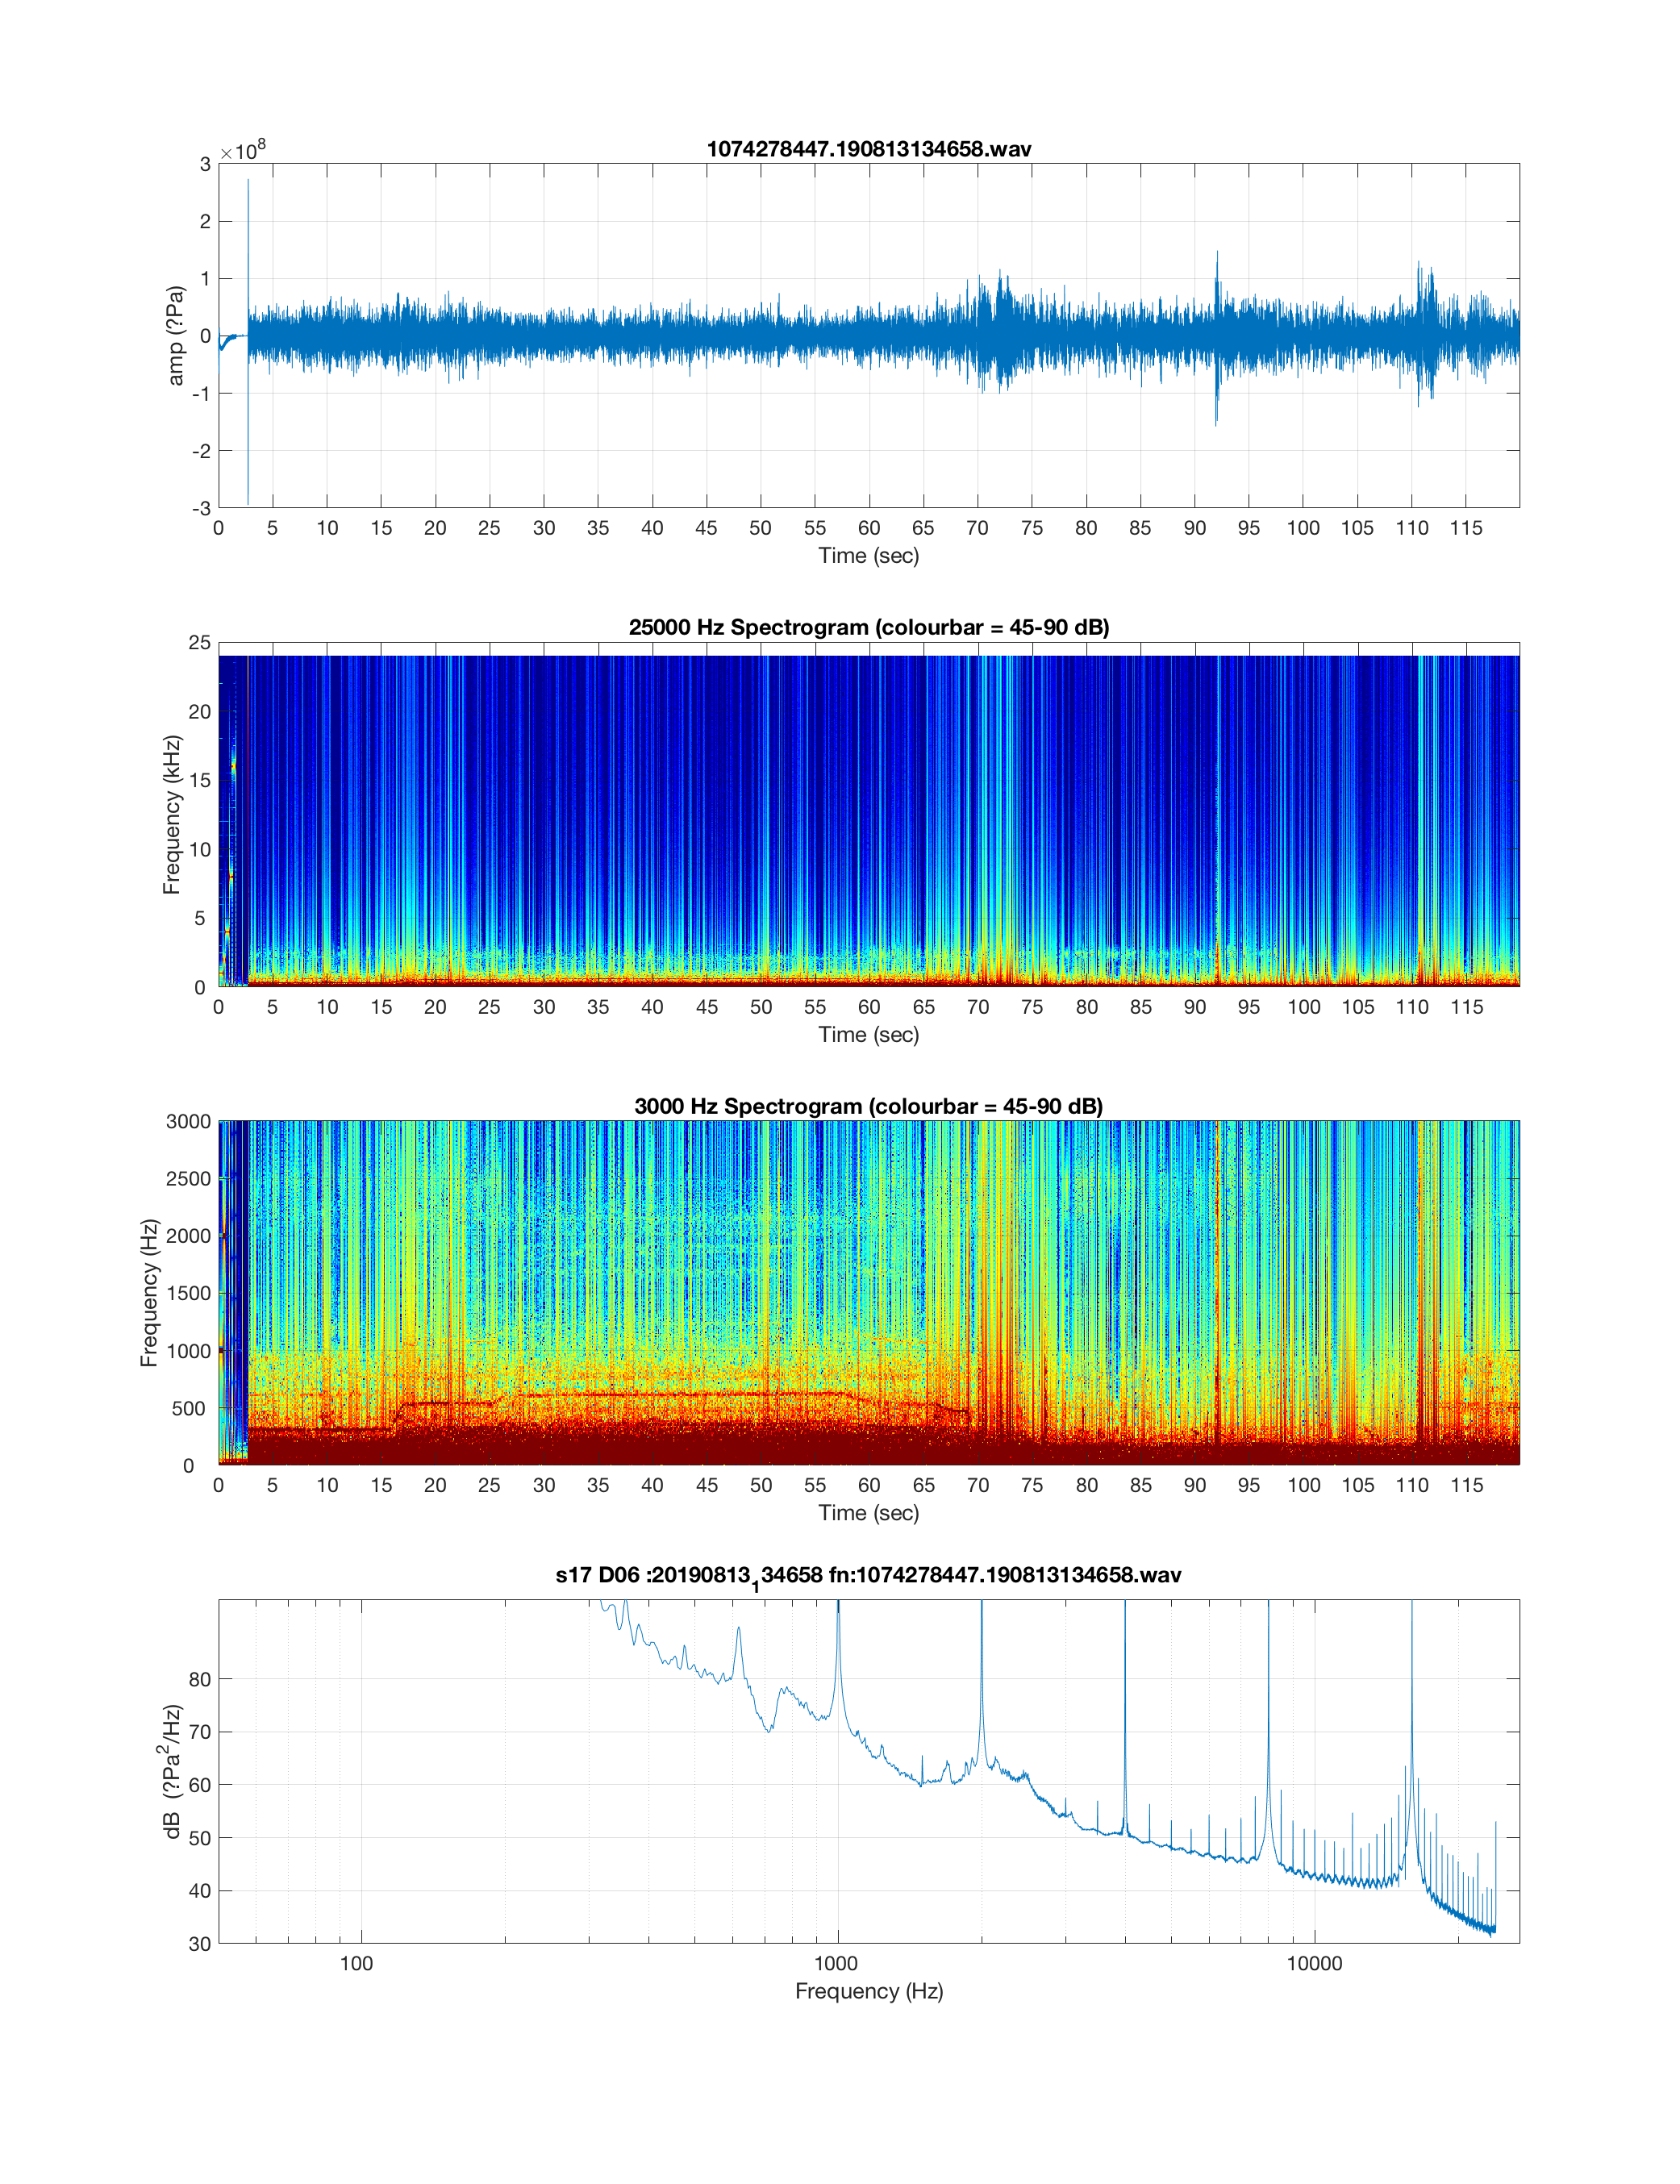 1074278447.190813134658.wav
×10^8
3
2
1
0
-1
-2
-3
amp (?Pa)
0 5 10 15 20 25 30 35 40 45 50 55 60 65 70 75 80 85 90 95 100 105 110 115
Time (sec)
25000 Hz Spectrogram (colourbar = 45-90 dB)
25
20
15
10
5
0
Frequency (kHz)
0 5 10 15 20 25 30 35 40 45 50 55 60 65 70 75 80 85 90 95 100 105 110 115
Time (sec)
3000 Hz Spectrogram (colourbar = 45-90 dB)
3000
2500
2000
1500
1000
500
0
Frequency (Hz)
0 5 10 15 20 25 30 35 40 45 50 55 60 65 70 75 80 85 90 95 100 105 110 115
Time (sec)
s17 D06 :20190813_134658 fn:1074278447.190813134658.wav
80
70
60
50
40
30
dB (?Pa^2/Hz)
100 1000 10000
Frequency (Hz)